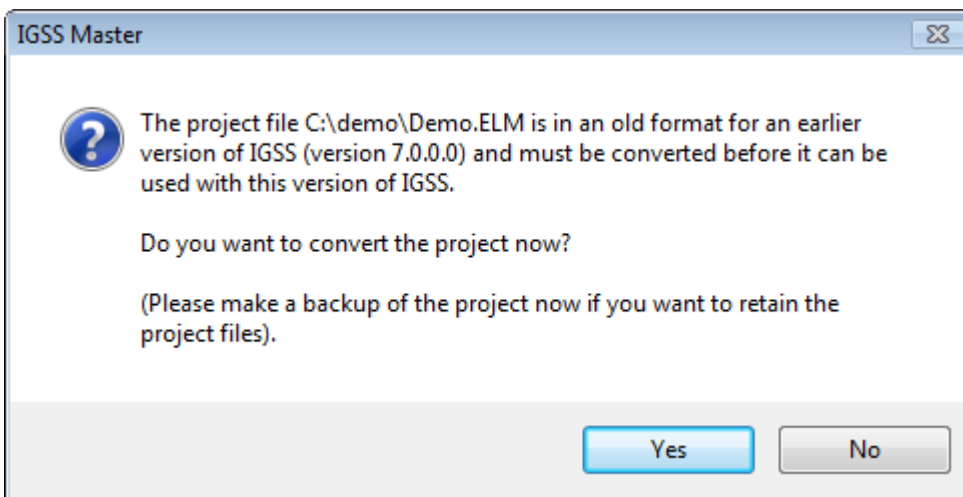 IGSS Master
The project file C:\demo\Demo.ELM is in an old format for an earlier
version of IGSS (version 7.0.0.0) and must be converted before it can be
used with this version of IGSS.
Do you want to convert the project now?
(Please make a backup of the project now if you want to retain the
project files).
Yes No